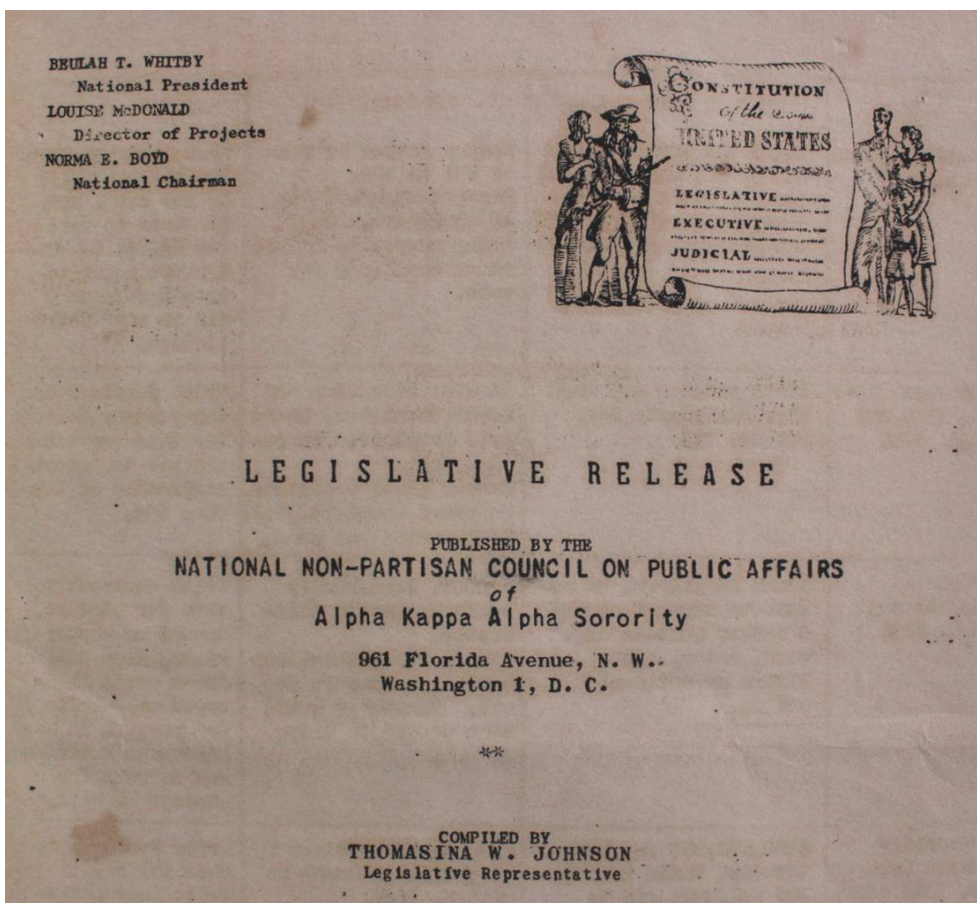 BEULAH T. WHITBY
National President
LOUISE McDONALD
Director of Projects
NORMA E. BOYD
National Chairman
CONSTITUTION
of the
UNITED STATES
LEGISLATIVE
EXECUTIVE
JUDICIAL
LEGISLATIVE RELEASE
PUBLISHED BY THE
NATIONAL NON-PARTISAN COUNCIL ON PUBLIC AFFAIRS
of
Alpha Kappa Alpha Sorority
961 Florida Avenue, N. W.
Washington 1, D. C.
**
COMPILED BY
THOMASINA W. JOHNSON
Legislative Representative